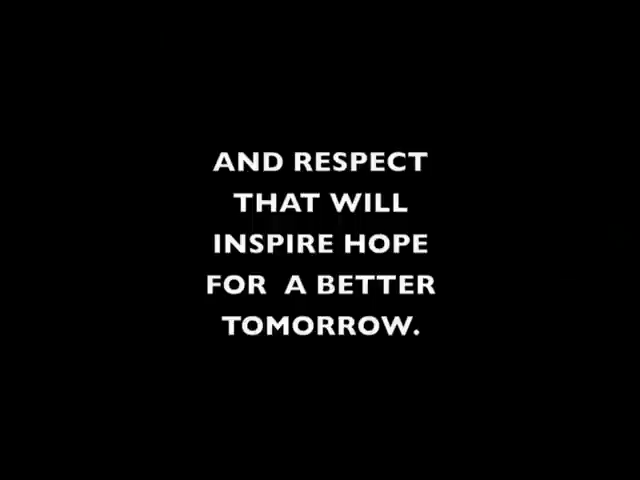 AND RESPECT
THAT WILL
INSPIRE HOPE
FOR  A BETTER
TOMORROW.